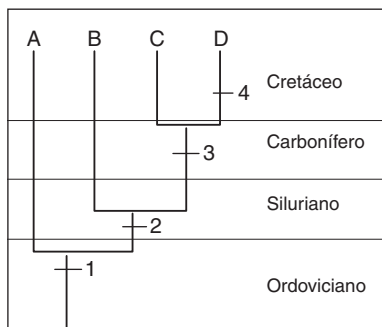 A B C D
4
Cretáceo
Carbonífero
3
Siluriano
2
1
Ordoviciano